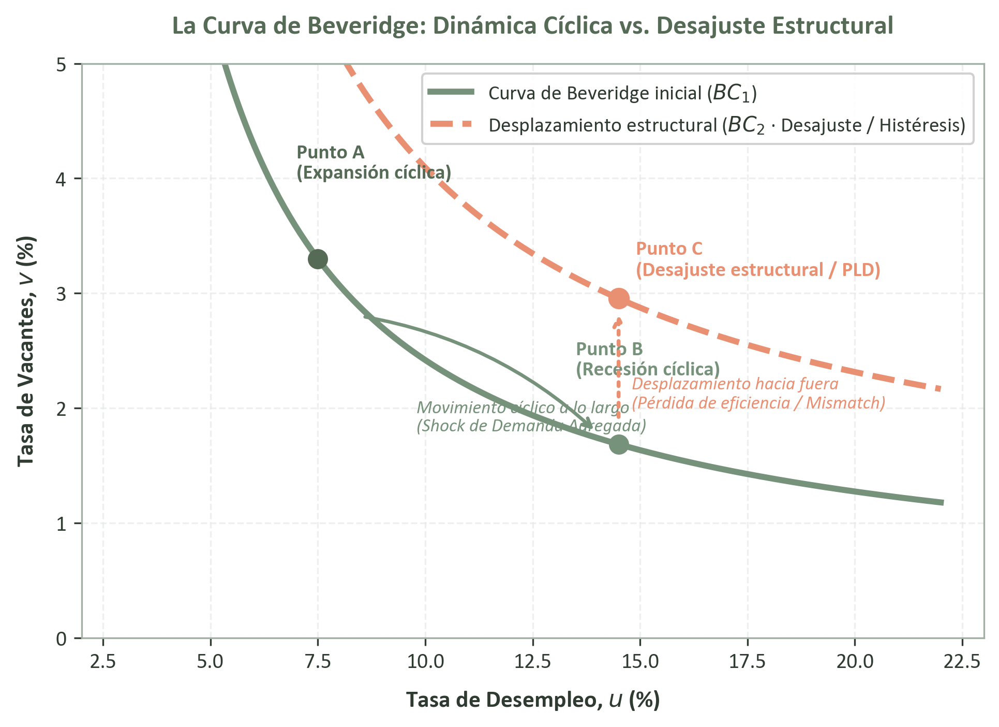 La Curva de Beveridge: Dinámica Cíclica vs. Desajuste Estructural
Curva de Beveridge inicial (BC₁)
Desplazamiento estructural (BC₂ · Desajuste / Histéresis)
Punto A
(Expansión cíclica)
Punto C
(Desajuste estructural / PLD)
Punto B
(Recesión cíclica)
Desplazamiento hacia fuera
(Pérdida de eficiencia / Mismatch)
Movimiento cíclico a lo largo
(Shock de Demanda Agregada)
Tasa de Vacantes, v (%)
5
4
3
2
1
0
2.5
5.0
7.5
10.0
12.5
15.0
17.5
20.0
22.5
Tasa de Desempleo, u (%)